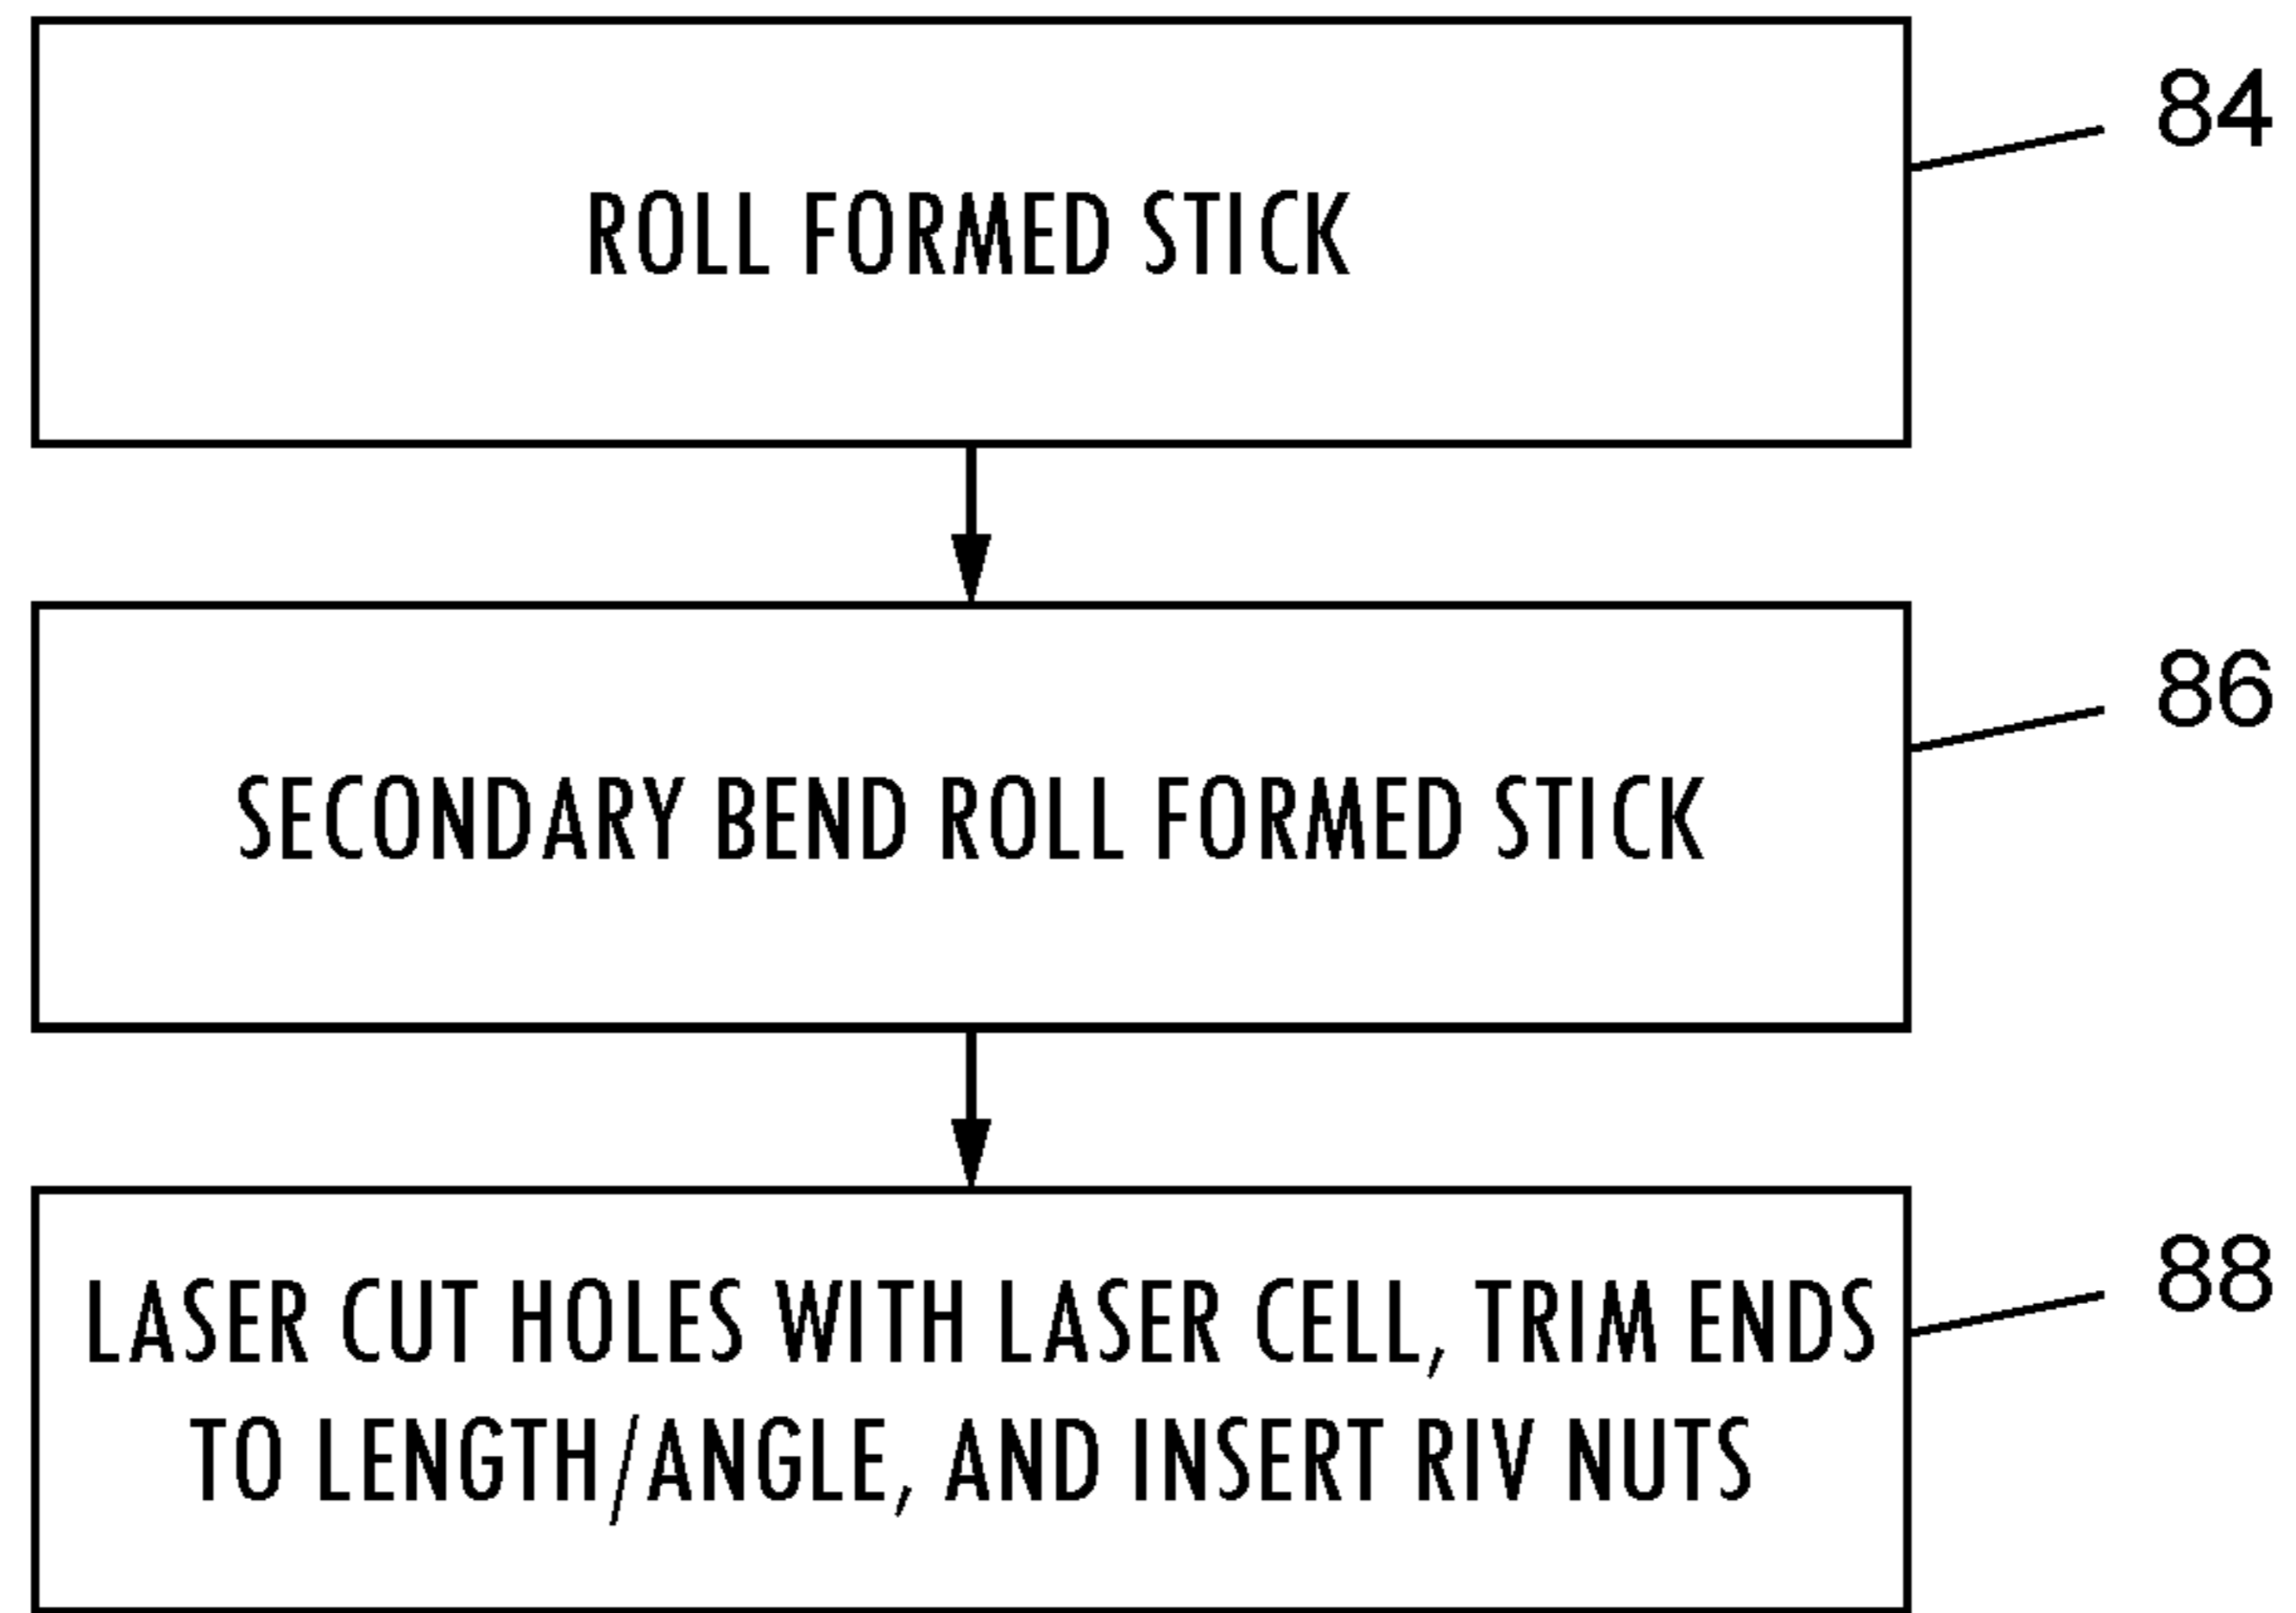 84
ROLL FORMED STICK
86
SECONDARY BEND ROLL FORMED STICK
88
LASER CUT HOLES WITH LASER CELL, TRIM ENDS
TO LENGTH/ANGLE, AND INSERT RIV NUTS